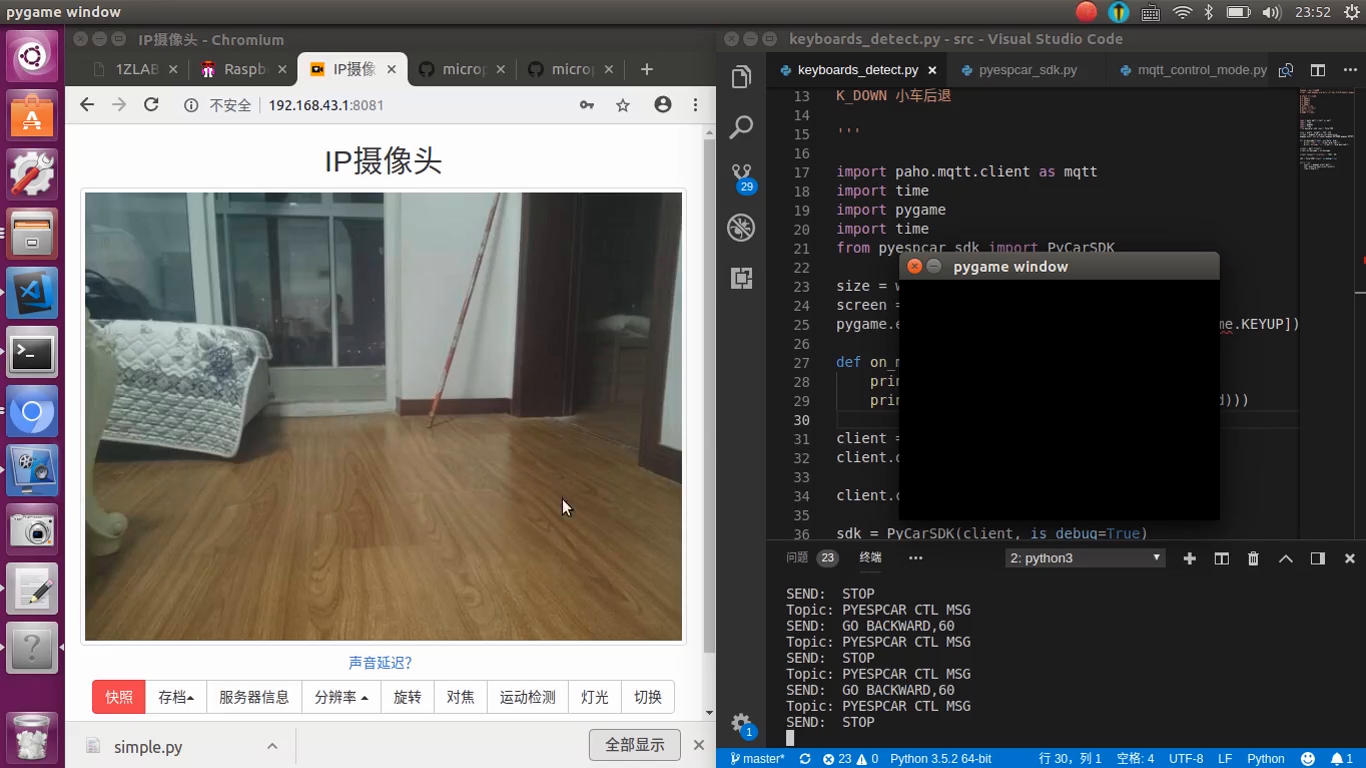 pygame window
23:52
IP摄像头 - Chromium
1ZLAB
Raspb
IP摄像
microp
microp
不安全
192.168.43.1:8081
IP摄像头
声音延迟?
快照
存档
服务器信息
分辨率
旋转
对焦
运动检测
灯光
切换
simple.py
全部显示
keyboards_detect.py - src - Visual Studio Code
keyboards_detect.py
pyespcar_sdk.py
mqtt_control_mode.py
29
1
13 K_DOWN 小车后退
14
15 '''
16
17 import paho.mqtt.client as mqtt
18 import time
19 import pygame
20 import time
21 from pyespcar_sdk import PyCarSDK
22
23 size = w
24 screen =
25 pygame.e me.KEYUP])
26
27 def on_m
28 prin
29 prin d)))
30
31 client =
32 client.c
33
34 client.c
35
36 sdk = PyCarSDK(client, is_debug=True)
pygame window
问题 23 终端
2: python3
SEND: STOP
Topic: PYESPCAR CTL MSG
SEND: GO BACKWARD,60
Topic: PYESPCAR CTL MSG
SEND: STOP
Topic: PYESPCAR CTL MSG
SEND: GO BACKWARD,60
Topic: PYESPCAR CTL MSG
SEND: STOP
master* 23 0 Python 3.5.2 64-bit 行 30，列 1 空格: 4 UTF-8 LF Python 1